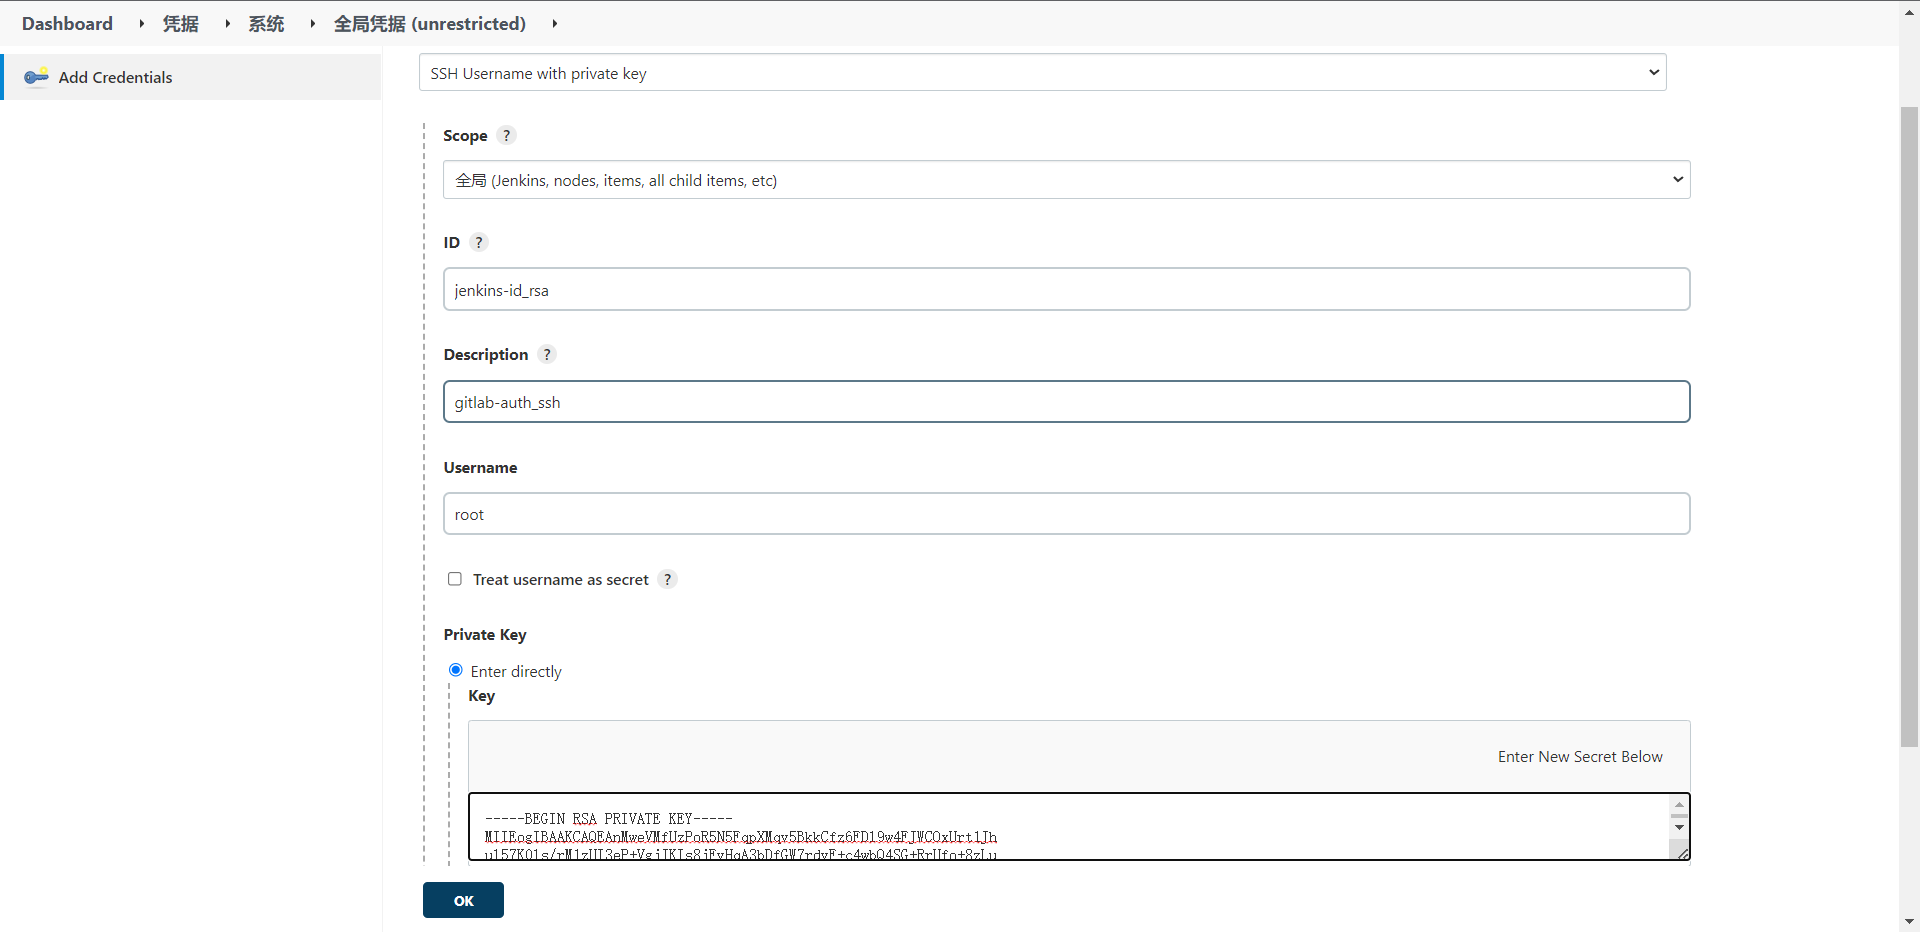 Dashboard 凭据 系统 全局凭据 (unrestricted)
Add Credentials
SSH Username with private key
Scope ?
全局 (Jenkins, nodes, items, all child items, etc)
ID ?
jenkins-id_rsa
Description ?
gitlab-auth_ssh
Username
root
Treat username as secret ?
Private Key
Enter directly
Key
Enter New Secret Below
-----BEGIN RSA PRIVATE KEY-----
OK